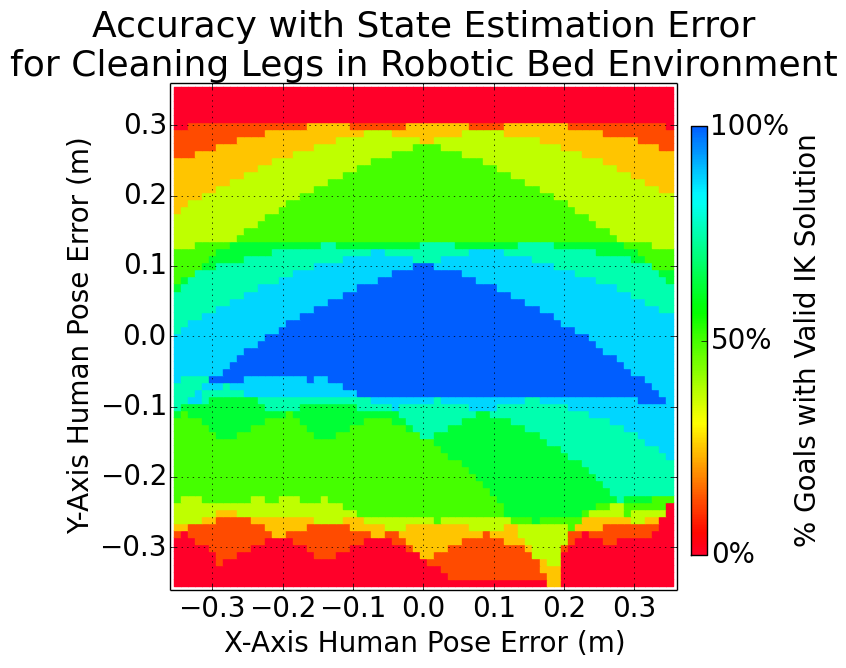 Accuracy with State Estimation Error
for Cleaning Legs in Robotic Bed Environment
Y-Axis Human Pose Error (m)
0.3
0.2
0.1
0.0
−0.1
−0.2
−0.3
−0.3 −0.2 −0.1 0.0 0.1 0.2 0.3
X-Axis Human Pose Error (m)
100%
50%
0%
% Goals with Valid IK Solution